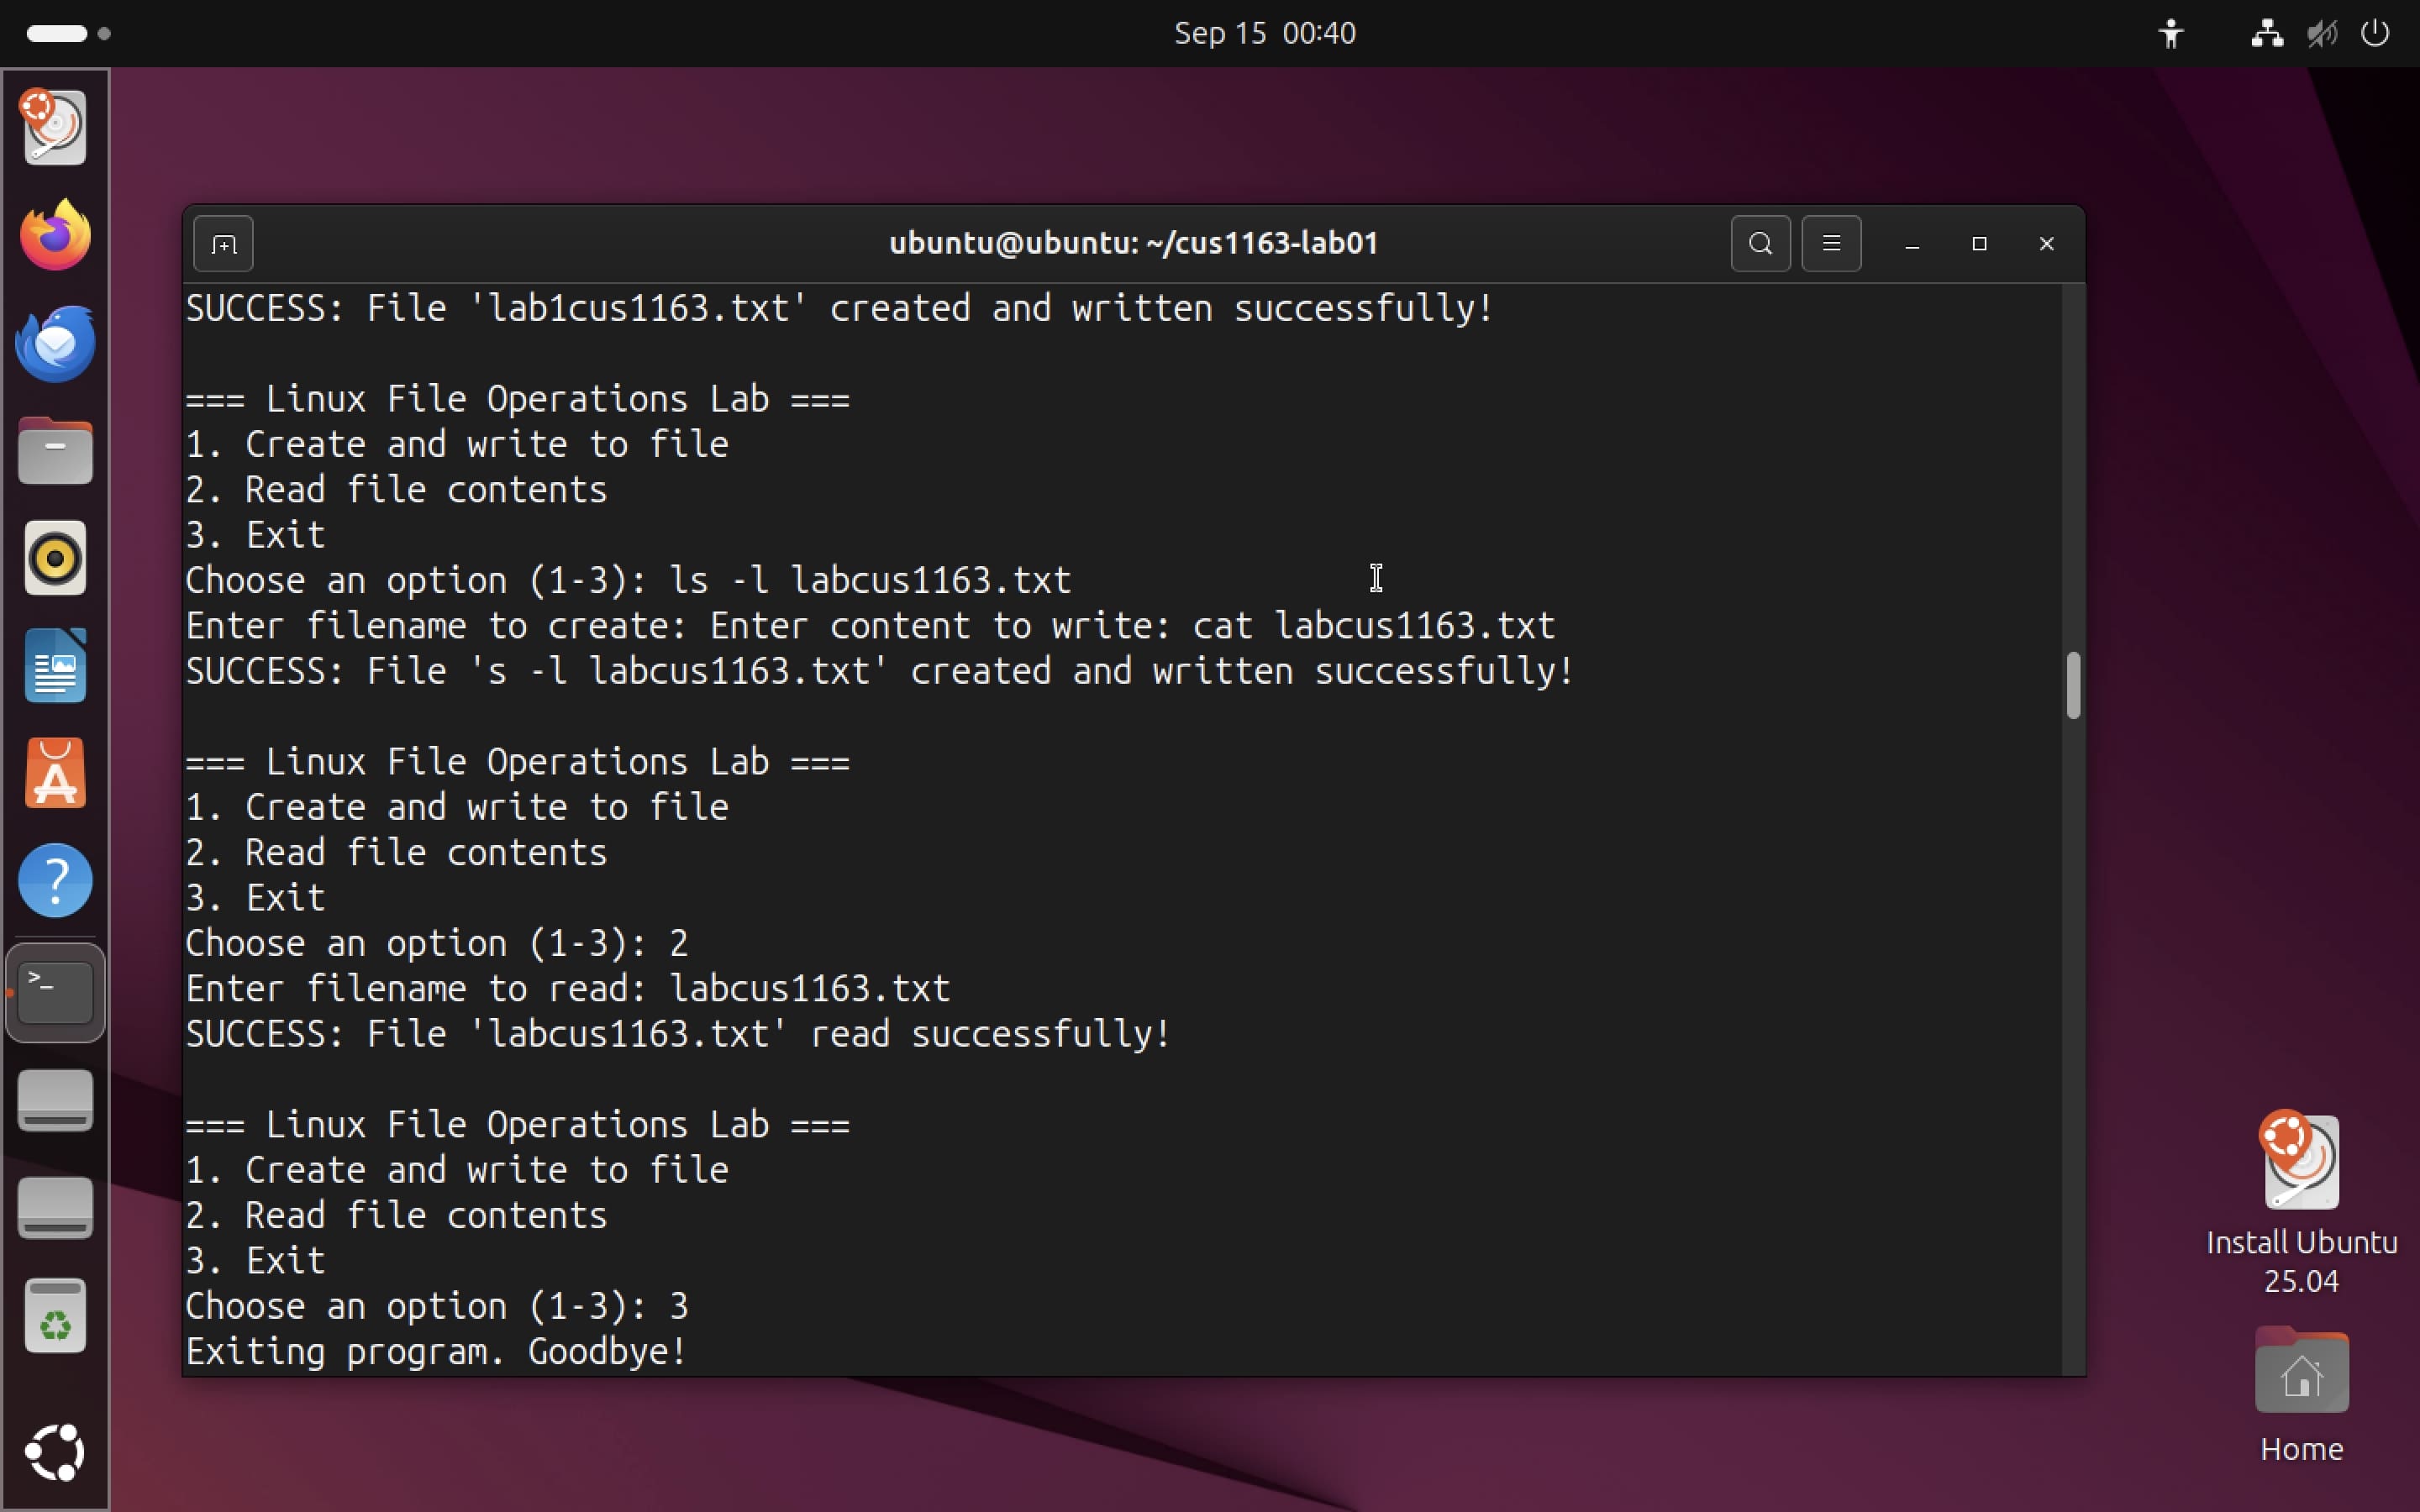 Sep 15  00:40
ubuntu@ubuntu: ~/cus1163-lab01
SUCCESS: File 'lab1cus1163.txt' created and written successfully!
=== Linux File Operations Lab ===
1. Create and write to file
2. Read file contents
3. Exit
Choose an option (1-3): ls -l labcus1163.txt
Enter filename to create: Enter content to write: cat labcus1163.txt
SUCCESS: File 's -l labcus1163.txt' created and written successfully!
=== Linux File Operations Lab ===
1. Create and write to file
2. Read file contents
3. Exit
Choose an option (1-3): 2
Enter filename to read: labcus1163.txt
SUCCESS: File 'labcus1163.txt' read successfully!
=== Linux File Operations Lab ===
1. Create and write to file
2. Read file contents
3. Exit
Choose an option (1-3): 3
Exiting program. Goodbye!
Install Ubuntu
25.04
Home